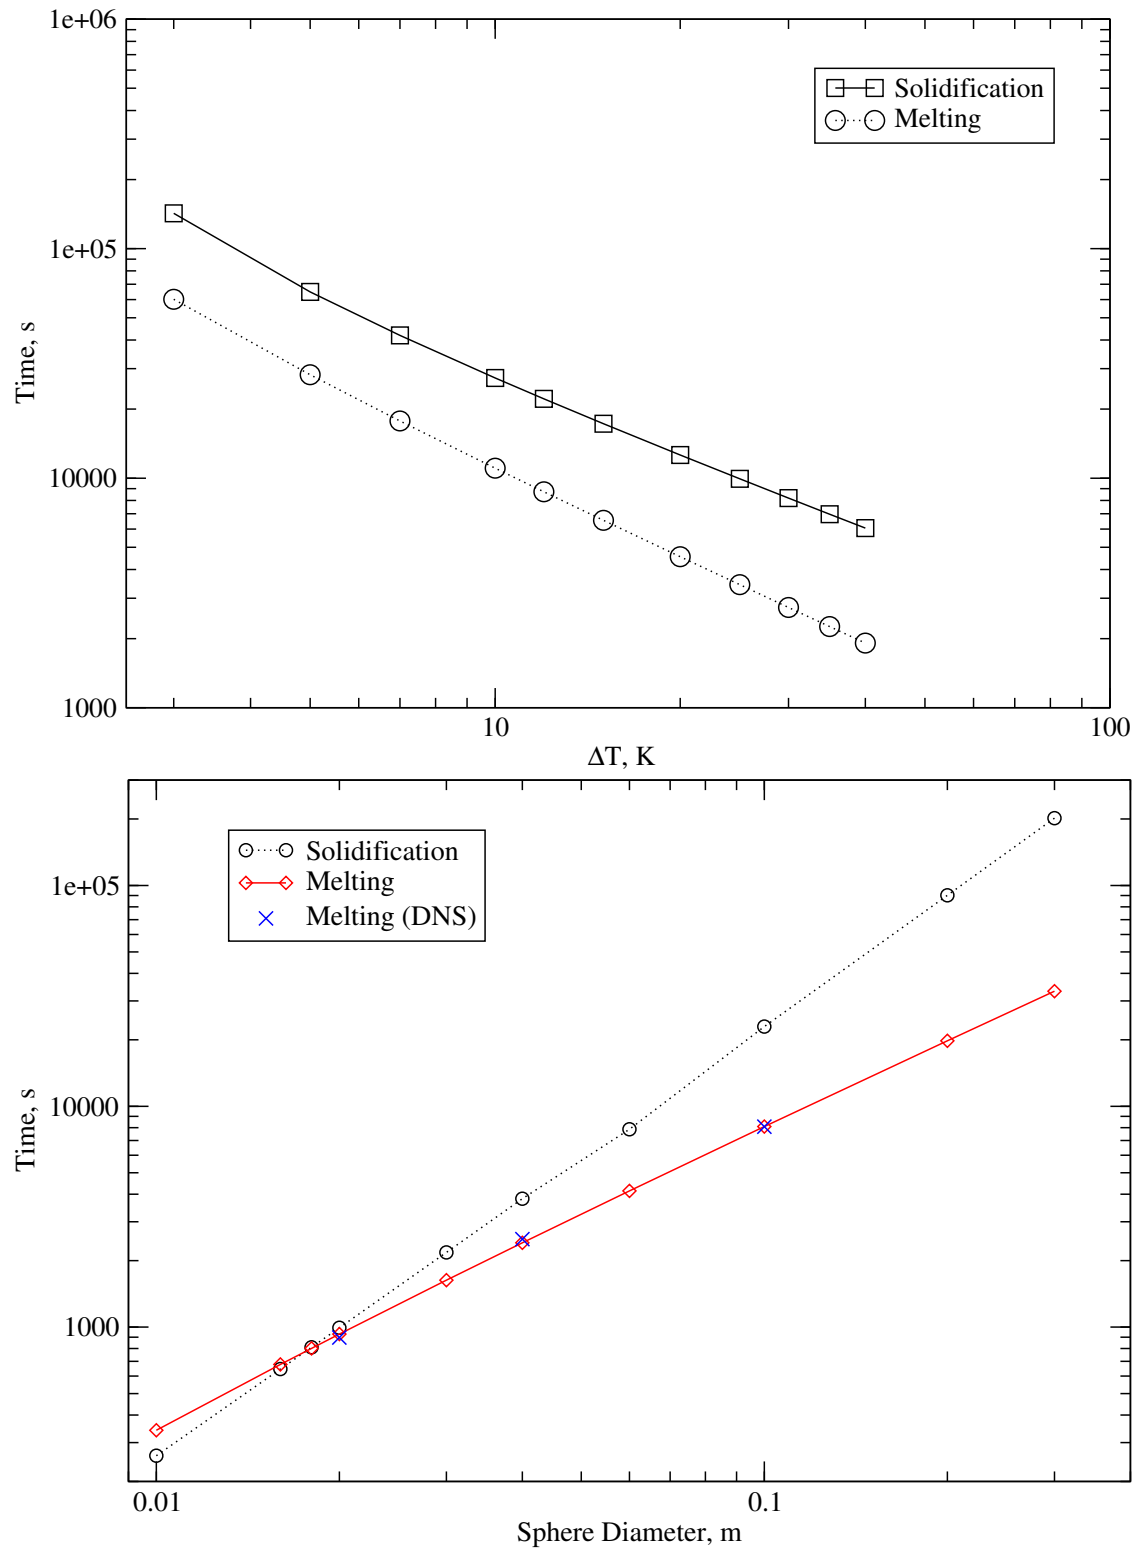 1e+06
Solidification
Melting
1e+05
Time, s
10000
1000
10
100
ΔT, K
Solidification
Melting
Melting (DNS)
1e+05
Time, s
10000
1000
0.01
0.1
Sphere Diameter, m